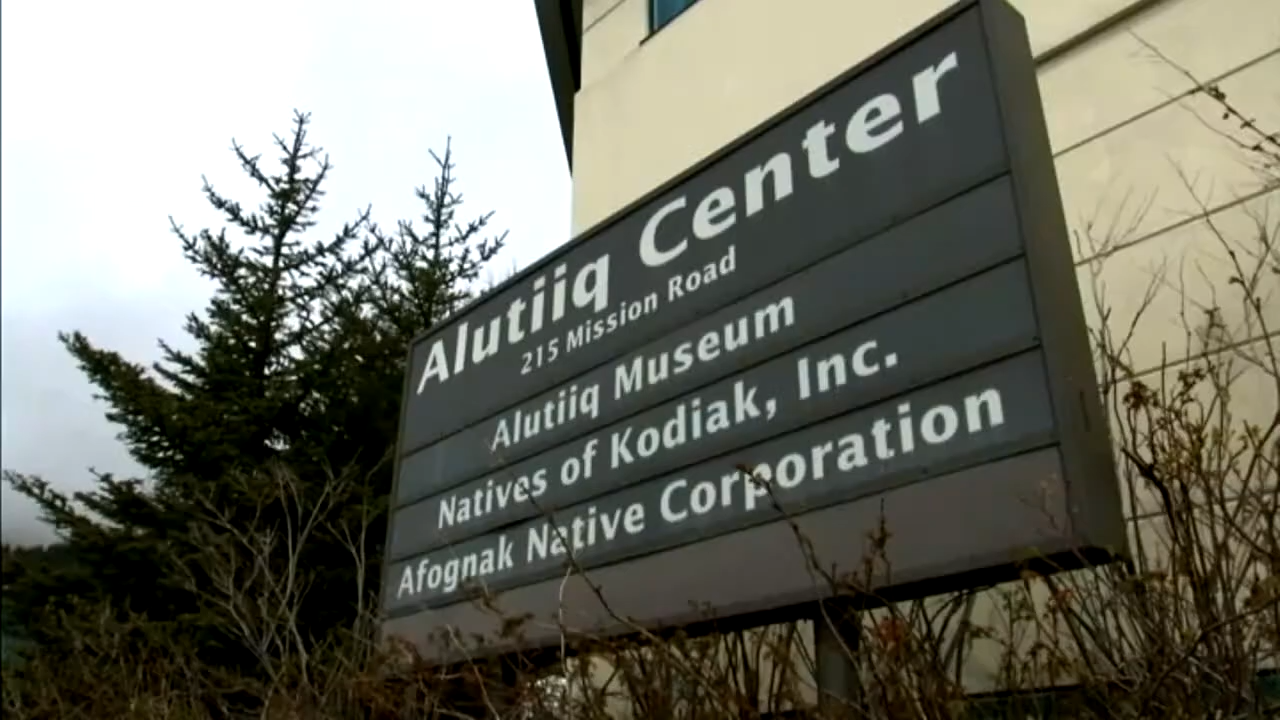 Alutiiq Center
215 Mission Road
Alutiiq Museum
Natives of Kodiak, Inc.
Afognak Native Corporation